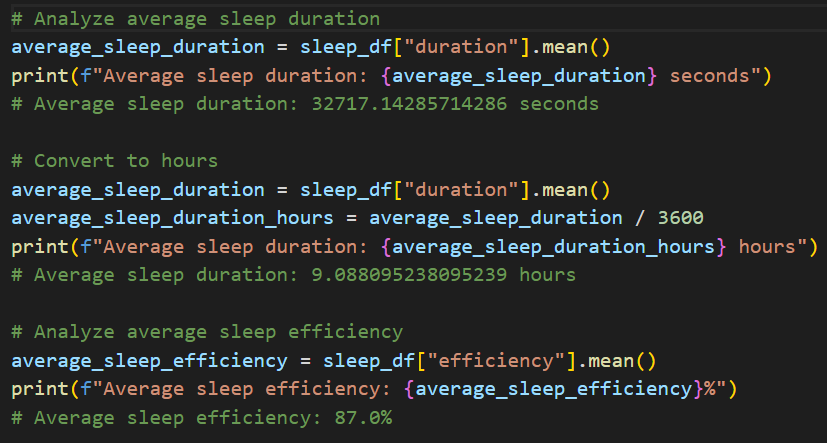 # Analyze average sleep duration
average_sleep_duration = sleep_df["duration"].mean()
print(f"Average sleep duration: {average_sleep_duration} seconds")
# Average sleep duration: 32717.14285714286 seconds
# Convert to hours
average_sleep_duration = sleep_df["duration"].mean()
average_sleep_duration_hours = average_sleep_duration / 3600
print(f"Average sleep duration: {average_sleep_duration_hours} hours")
# Average sleep duration: 9.088095238095239 hours
# Analyze average sleep efficiency
average_sleep_efficiency = sleep_df["efficiency"].mean()
print(f"Average sleep efficiency: {average_sleep_efficiency}%")
# Average sleep efficiency: 87.0%